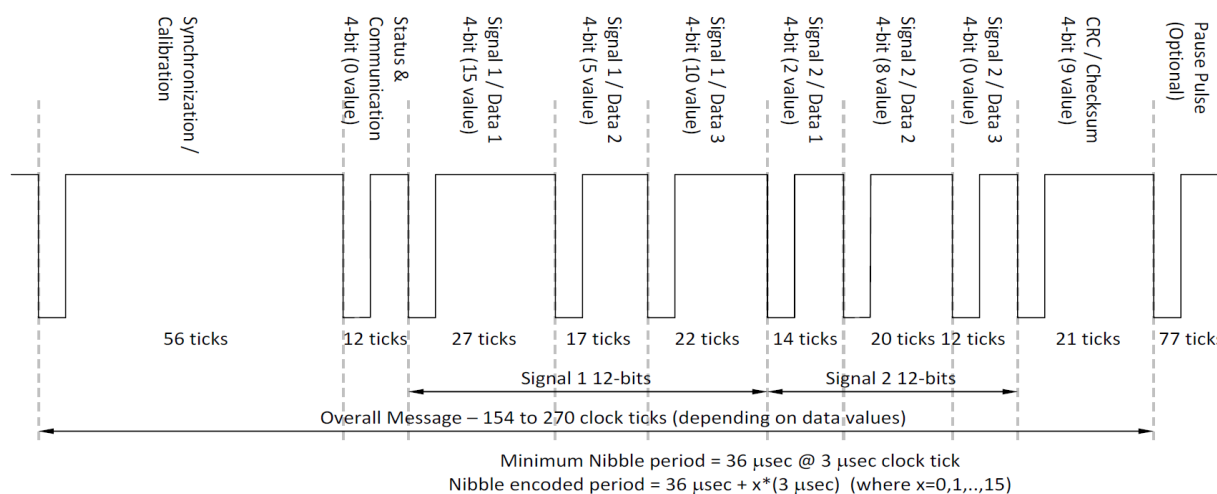 Synchronization /
Calibration
Status &
Communication
4-bit (0 value)
Signal 1 / Data 1
4-bit (15 value)
Signal 1 / Data 2
4-bit (5 value)
Signal 1 / Data 3
4-bit (10 value)
Signal 2 / Data 1
4-bit (2 value)
Signal 2 / Data 2
4-bit (8 value)
Signal 2 / Data 3
4-bit (0 value)
CRC / Checksum
4-bit (9 value)
Pause Pulse
(Optional)
56 ticks 12 ticks 27 ticks 17 ticks 22 ticks 14 ticks 20 ticks 12 ticks 21 ticks 77 ticks
Signal 1 12-bits Signal 2 12-bits
Overall Message – 154 to 270 clock ticks (depending on data values)
Minimum Nibble period = 36 μsec @ 3 μsec clock tick
Nibble encoded period = 36 μsec + x*(3 μsec) (where x=0,1,..,15)